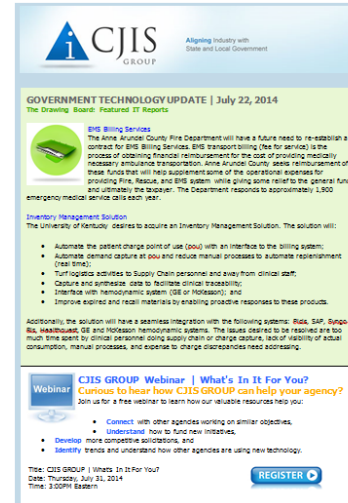 CJIS
GROUP
Aligning Industry with
State and Local Government
GOVERNMENT TECHNOLOGY UPDATE | July 22, 2014
The Drawing Board: Featured IT Reports
EMS Billing Services
The Anne Arundel County Fire Department will have a future need to re-establish a
contract for EMS Billing Services. EMS transport billing (fee for service) is the
process of obtaining financial reimbursement for the cost of providing medically
necessary ambulance transportation. Anne Arundel County seeks reimbursement of
these funds that will help supplement some of the operational expenses for
providing Fire, Rescue, and EMS system while giving some relief to the general fund
and ultimately the taxpayer. The Department responds to approximately 1,900
emergency medical service calls each year.
Inventory Management Solution
The University of Kentucky desires to acquire an Inventory Management Solution. The solution will:
• Automate the patient charge point of use (pou) with an interface to the billing system;
• Automate demand capture at pou and reduce manual processes to automate replenishment
(real time);
• Turf logistics activities to Supply Chain personnel and away from clinical staff;
• Capture and synthesize data to facilitate clinical traceability;
• Interface with hemodynamic system (GE or McKesson); and
• Improve expired and recall materials by enabling proactive responses to these products.
Additionally, the solution will have a seamless integration with the following systems: SAP,
Healthquest, GE and McKesson hemodynamic systems. The issues desired to be resolved are too
much time spent by clinical personnel doing supply chain or charge capture, lack of visibility of actual
consumption, manual processes, and expense to charge discrepancies need addressing.
Webinar
CJIS GROUP Webinar | What's In It For You?
Curious to hear how CJIS GROUP can help your agency?
Join us for a free webinar to learn how our valuable resources help you:
• Connect with other agencies working on similar objectives,
• Understand how to fund new initiatives,
• Develop more competitive solicitations, and
• Identify trends and understand how other agencies are using new technology.
Title: CJIS GROUP | Whats In It For You?
Date: Thursday, July 31, 2014
Time: 3:00PM Eastern
REGISTER